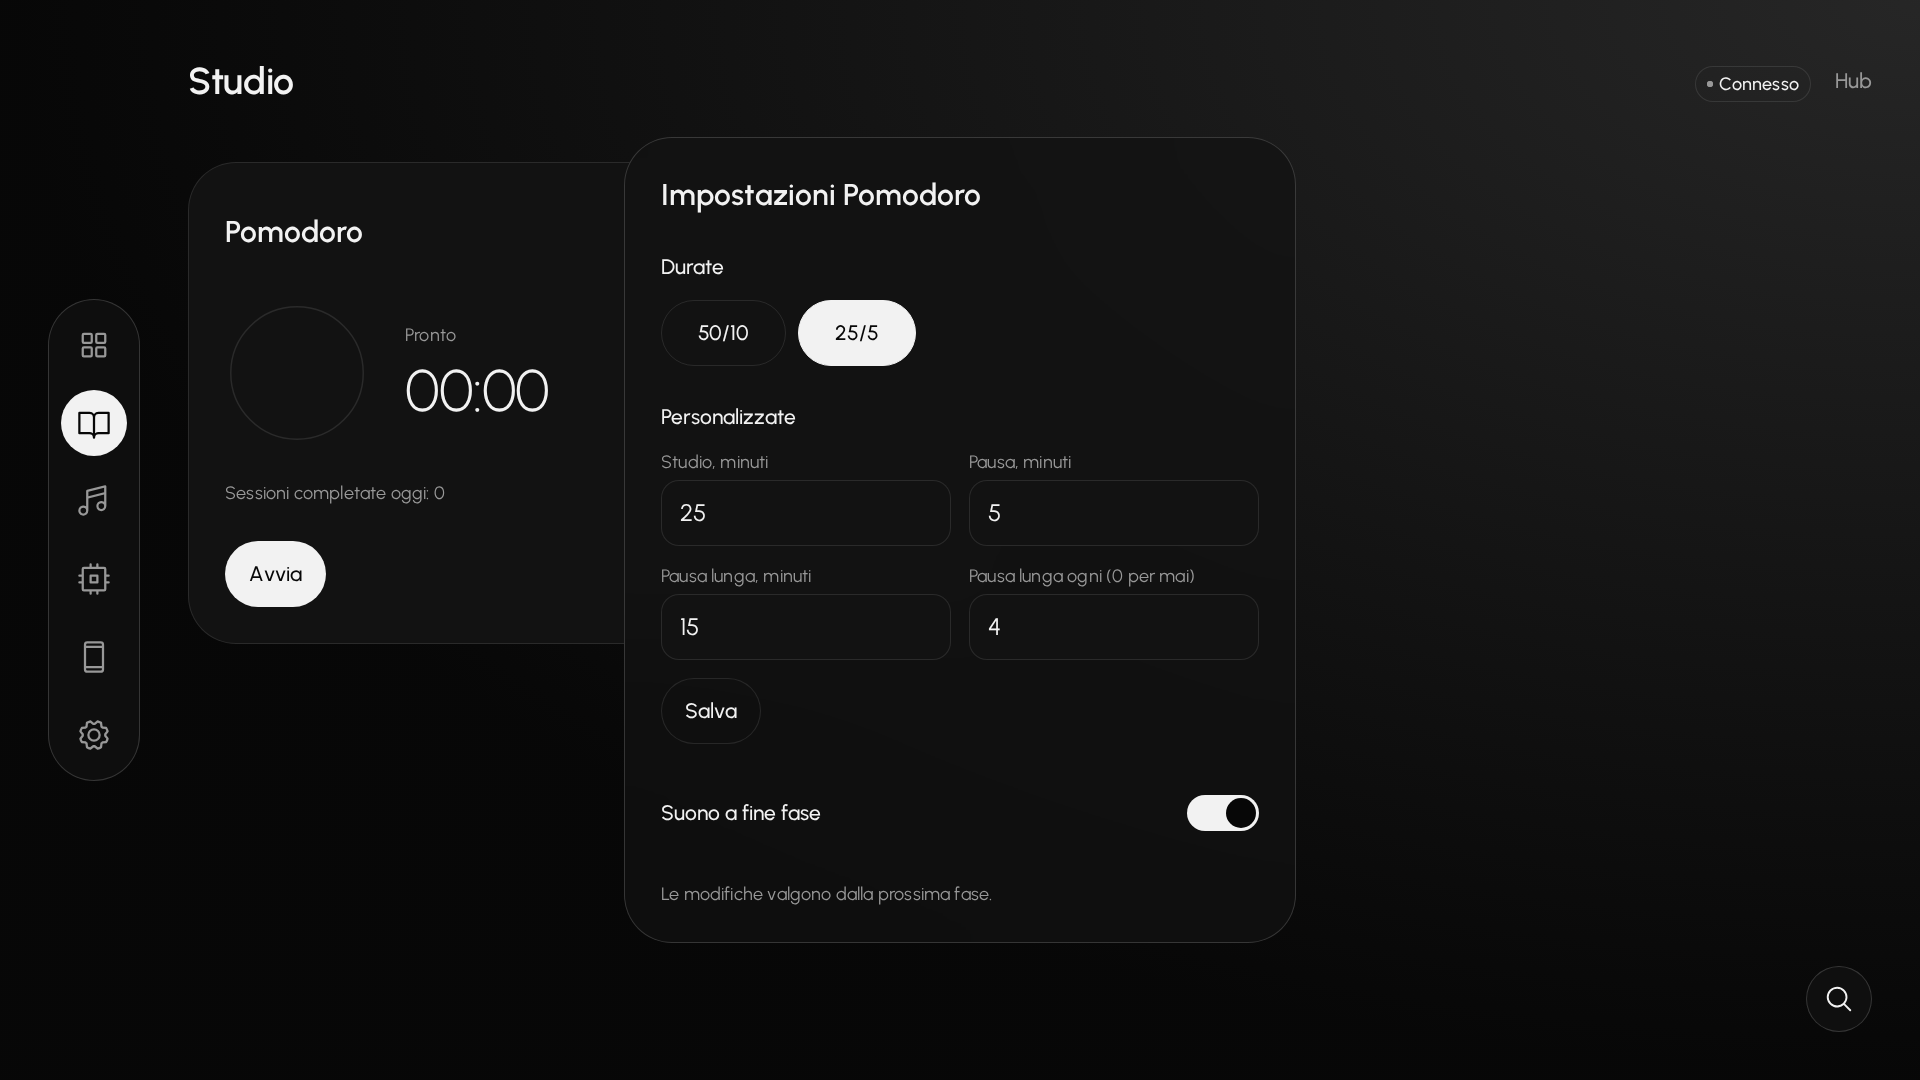 Studio
Connesso
Hub
Pomodoro
Pronto
00:00
Sessioni completate oggi: 0
Avvia
Impostazioni Pomodoro
Durate
50/10
25/5
Personalizzate
Studio, minuti
Pausa, minuti
25
5
Pausa lunga, minuti
Pausa lunga ogni (0 per mai)
15
4
Salva
Suono a fine fase
Le modifiche valgono dalla prossima fase.